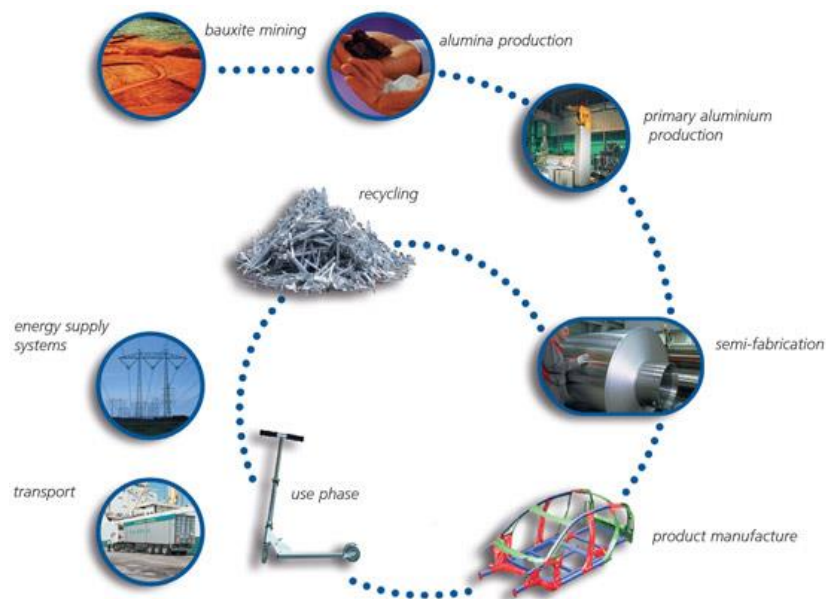 bauxite mining
alumina production
primary aluminium
production
recycling
energy supply
systems
semi-fabrication
transport
use phase
product manufacture